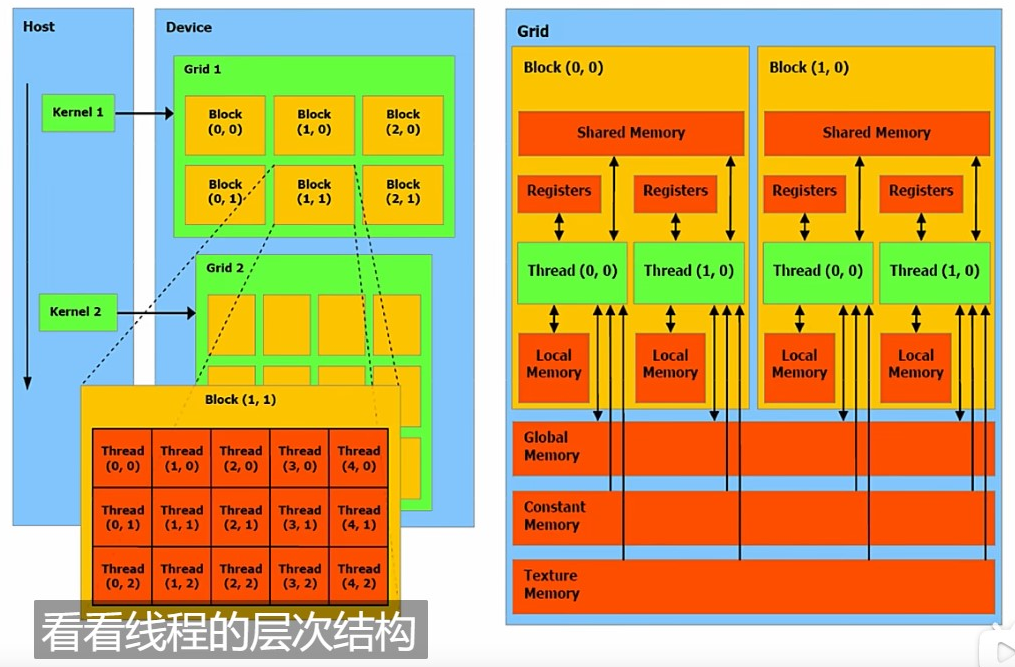 Host
Device
Grid 1
Kernel 1
Block
(0, 0)
Block
(1, 0)
Block
(2, 0)
Block
(0, 1)
Block
(1, 1)
Block
(2, 1)
Grid 2
Kernel 2
Block (1, 1)
Thread
(0, 0)
Thread
(1, 0)
Thread
(2, 0)
Thread
(3, 0)
Thread
(4, 0)
Thread
(0, 1)
Thread
(1, 1)
Thread
(2, 1)
Thread
(3, 1)
Thread
(4, 1)
Thread
(0, 2)
Thread
(1, 2)
Thread
(2, 2)
Thread
(3, 2)
Thread
(4, 2)
Grid
Block (0, 0)
Shared Memory
Registers
Registers
Thread (0, 0)
Thread (1, 0)
Local
Memory
Local
Memory
Block (1, 0)
Shared Memory
Registers
Registers
Thread (0, 0)
Thread (1, 0)
Local
Memory
Local
Memory
Global
Memory
Constant
Memory
Texture
Memory
看看线程的层次结构